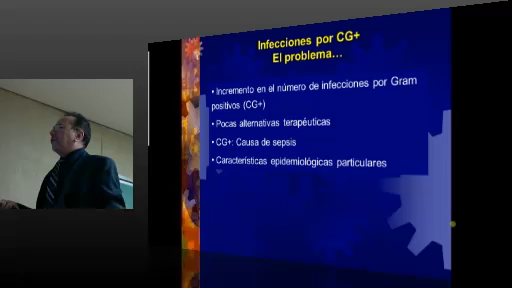 Infecciones por CG+
El problema…
• Incremento en el número de infecciones por Gram
positivos (CG+)
• Pocas alternativas terapéuticas
• CG+: Causa de sepsis
• Características epidemiológicas particulares